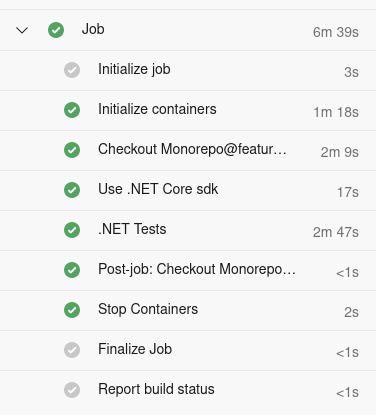 Job 6m 39s
Initialize job 3s
Initialize containers 1m 18s
Checkout Monorepo@featur... 2m 9s
Use .NET Core sdk 17s
.NET Tests 2m 47s
Post-job: Checkout Monorepo... <1s
Stop Containers 2s
Finalize Job <1s
Report build status <1s